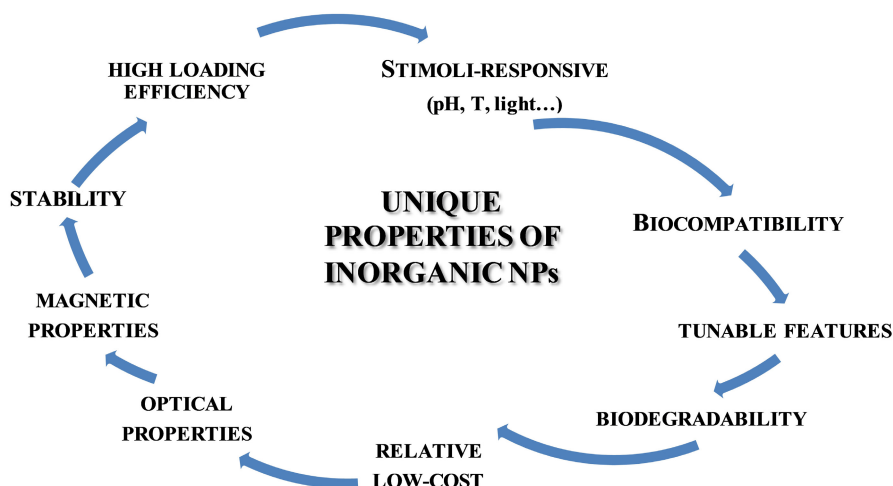 HIGH LOADING
EFFICIENCY
STIMOLI-RESPONSIVE
(pH, T, light…)
STABILITY
UNIQUE
PROPERTIES OF
INORGANIC NPs
BIOCOMPATIBILITY
MAGNETIC
PROPERTIES
TUNABLE FEATURES
OPTICAL
PROPERTIES
BIODEGRADABILITY
RELATIVE
LOW-COST